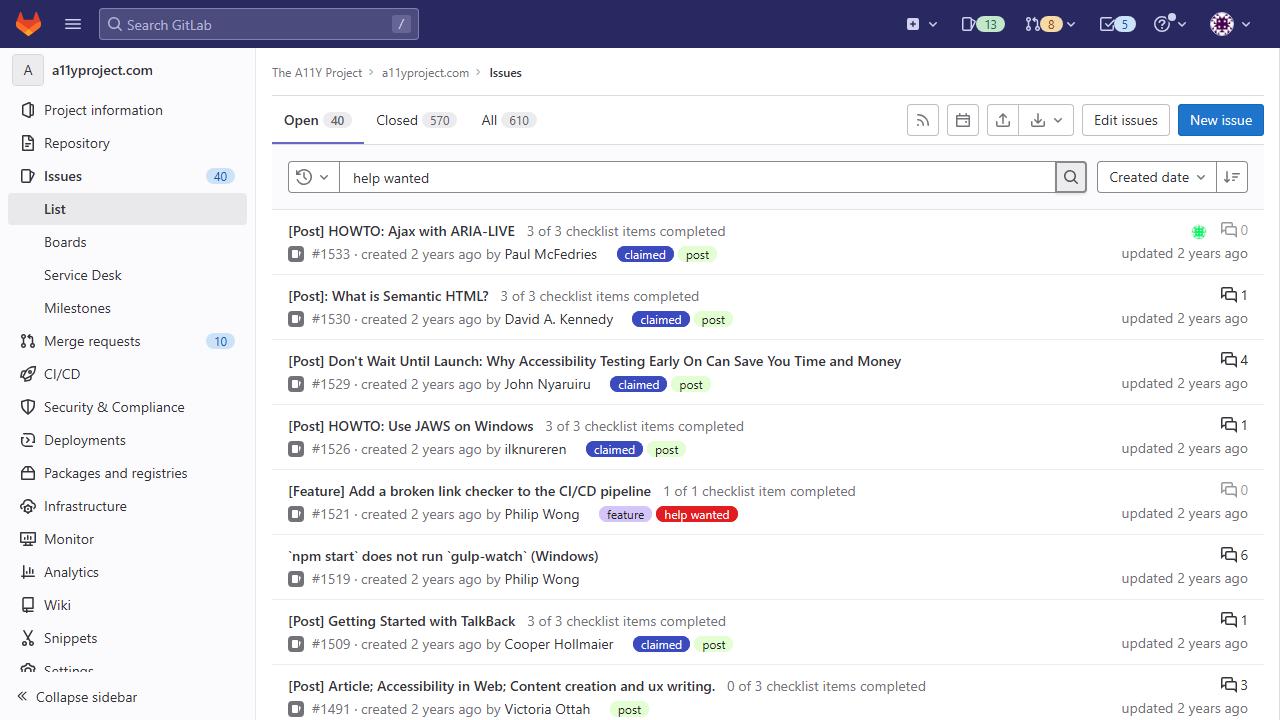 Search GitLab /
13
8
5
A a11yproject.com
Project information
Repository
Issues 40
List
Boards
Service Desk
Milestones
Merge requests 10
CI/CD
Security & Compliance
Deployments
Packages and registries
Infrastructure
Monitor
Analytics
Wiki
Snippets
Settings
Collapse sidebar
The A11Y Project > a11yproject.com > Issues
Open 40 Closed 570 All 610
Edit issues New issue
help wanted
Created date
[Post] HOWTO: Ajax with ARIA-LIVE 3 of 3 checklist items completed 0
#1533 · created 2 years ago by Paul McFedries claimed post updated 2 years ago
[Post]: What is Semantic HTML? 3 of 3 checklist items completed 1
#1530 · created 2 years ago by David A. Kennedy claimed post updated 2 years ago
[Post] Don't Wait Until Launch: Why Accessibility Testing Early On Can Save You Time and Money 4
#1529 · created 2 years ago by John Nyaruiru claimed post updated 2 years ago
[Post] HOWTO: Use JAWS on Windows 3 of 3 checklist items completed 1
#1526 · created 2 years ago by ilknureren claimed post updated 2 years ago
[Feature] Add a broken link checker to the CI/CD pipeline 1 of 1 checklist item completed 0
#1521 · created 2 years ago by Philip Wong feature help wanted updated 2 years ago
`npm start` does not run `gulp-watch` (Windows) 6
#1519 · created 2 years ago by Philip Wong updated 2 years ago
[Post] Getting Started with TalkBack 3 of 3 checklist items completed 1
#1509 · created 2 years ago by Cooper Hollmaier claimed post updated 2 years ago
[Post] Article; Accessibility in Web; Content creation and ux writing. 0 of 3 checklist items completed 3
#1491 · created 2 years ago by Victoria Ottah post updated 2 years ago